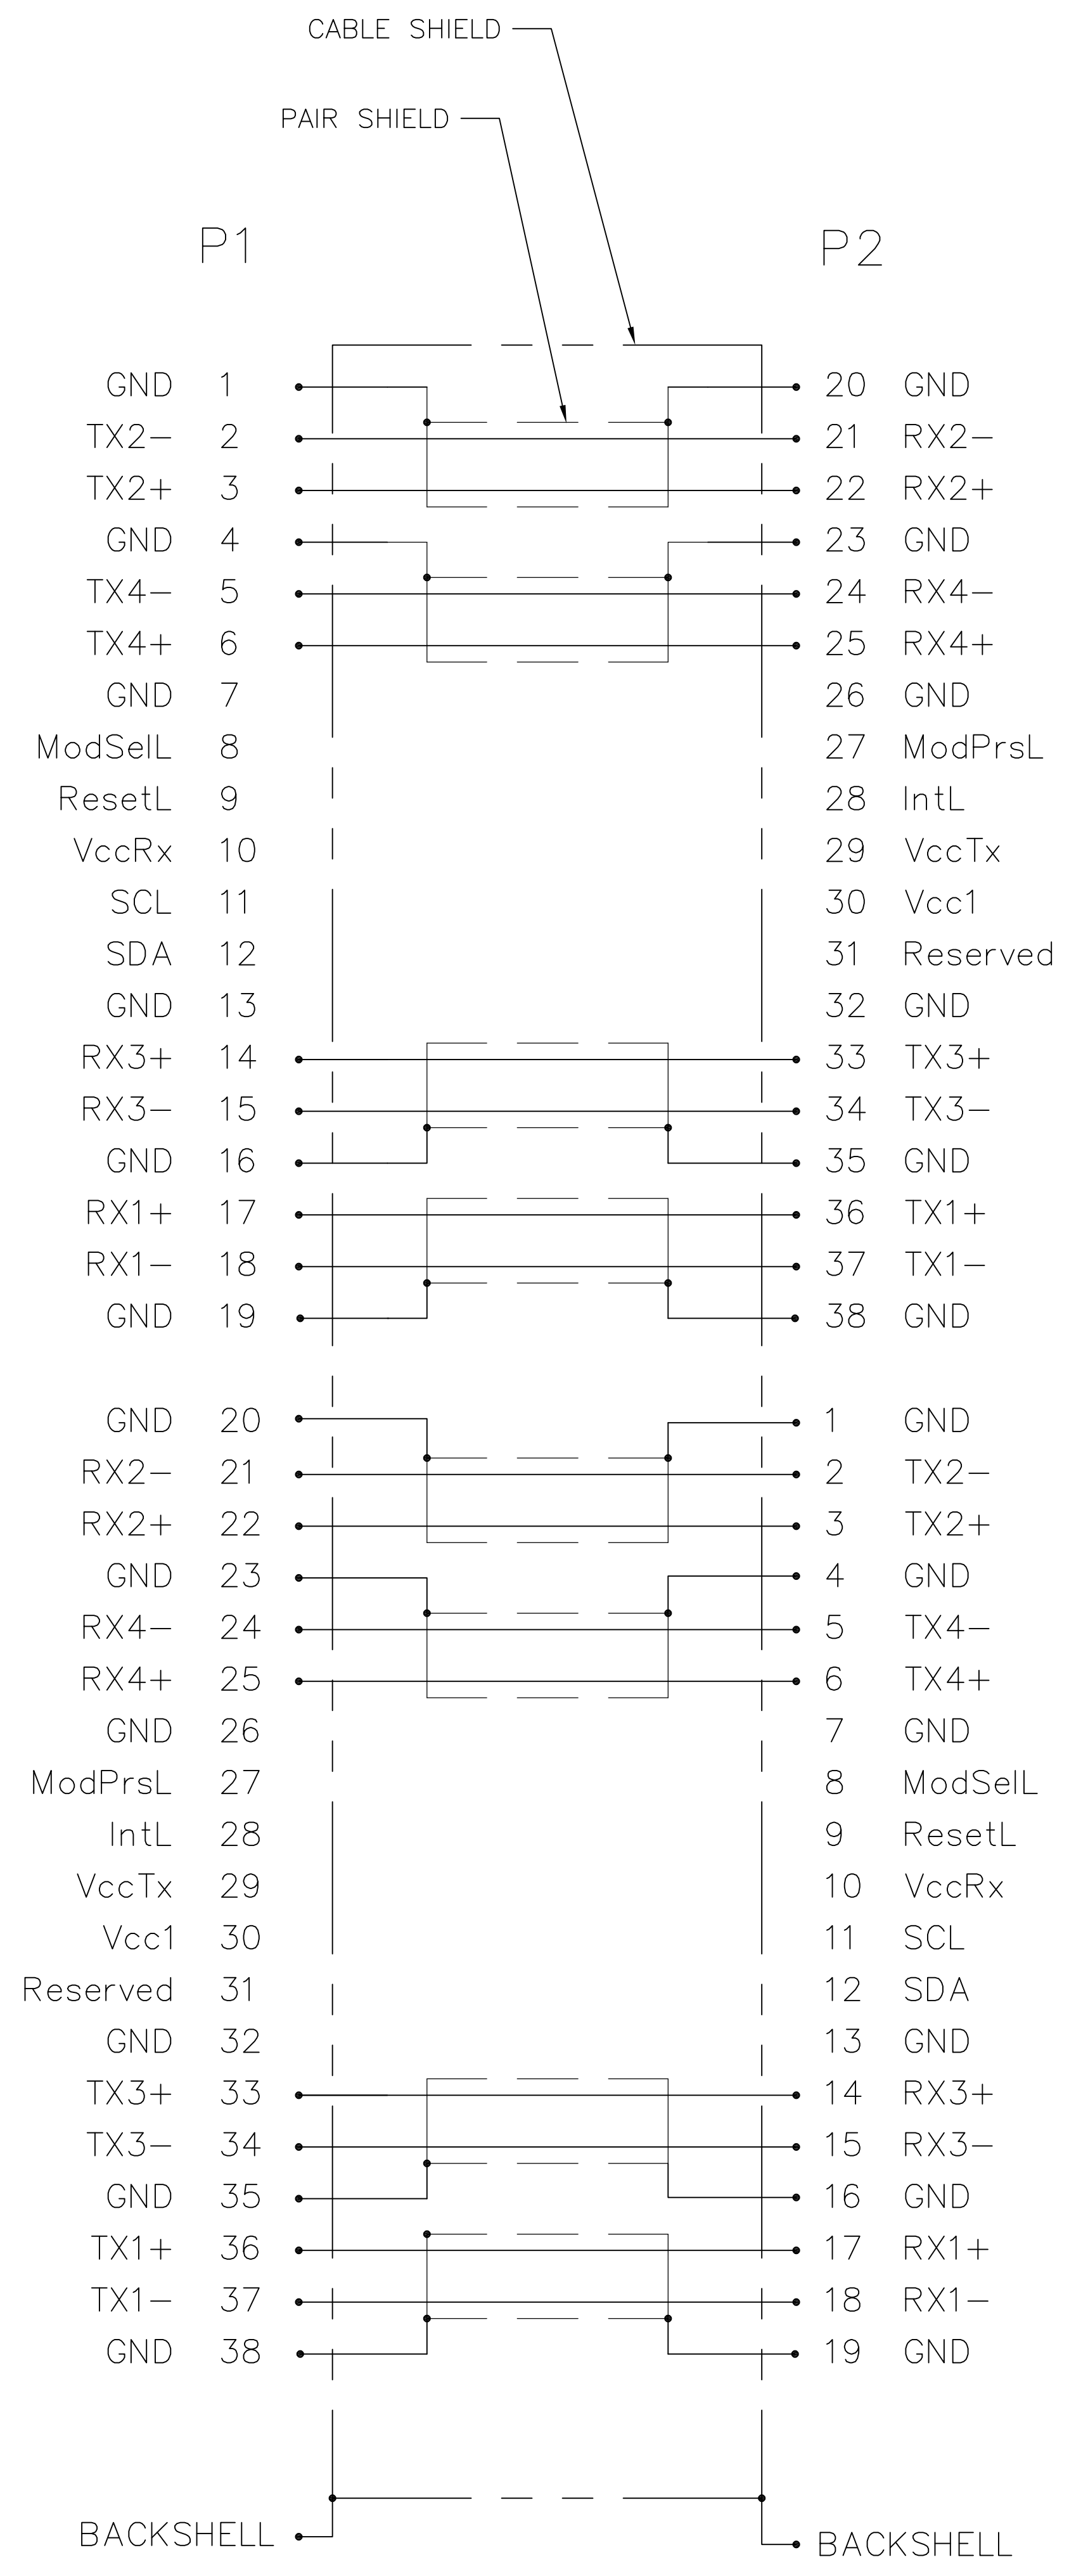 CABLE SHIELD
PAIR SHIELD
P1 P2
GND 1 20 GND
TX2- 2 21 RX2-
TX2+ 3 22 RX2+
GND 4 23 GND
TX4- 5 24 RX4-
TX4+ 6 25 RX4+
GND 7 26 GND
ModSelL 8 27 ModPrsL
ResetL 9 28 IntL
VccRx 10 29 VccTx
SCL 11 30 Vcc1
SDA 12 31 Reserved
GND 13 32 GND
RX3+ 14 33 TX3+
RX3- 15 34 TX3-
GND 16 35 GND
RX1+ 17 36 TX1+
RX1- 18 37 TX1-
GND 19 38 GND
GND 20 1 GND
RX2- 21 2 TX2-
RX2+ 22 3 TX2+
GND 23 4 GND
RX4- 24 5 TX4-
RX4+ 25 6 TX4+
GND 26 7 GND
ModPrsL 27 8 ModSelL
IntL 28 9 ResetL
VccTx 29 10 VccRx
Vcc1 30 11 SCL
Reserved 31 12 SDA
GND 32 13 GND
TX3+ 33 14 RX3+
TX3- 34 15 RX3-
GND 35 16 GND
TX1+ 36 17 RX1+
TX1- 37 18 RX1-
GND 38 19 GND
BACKSHELL BACKSHELL